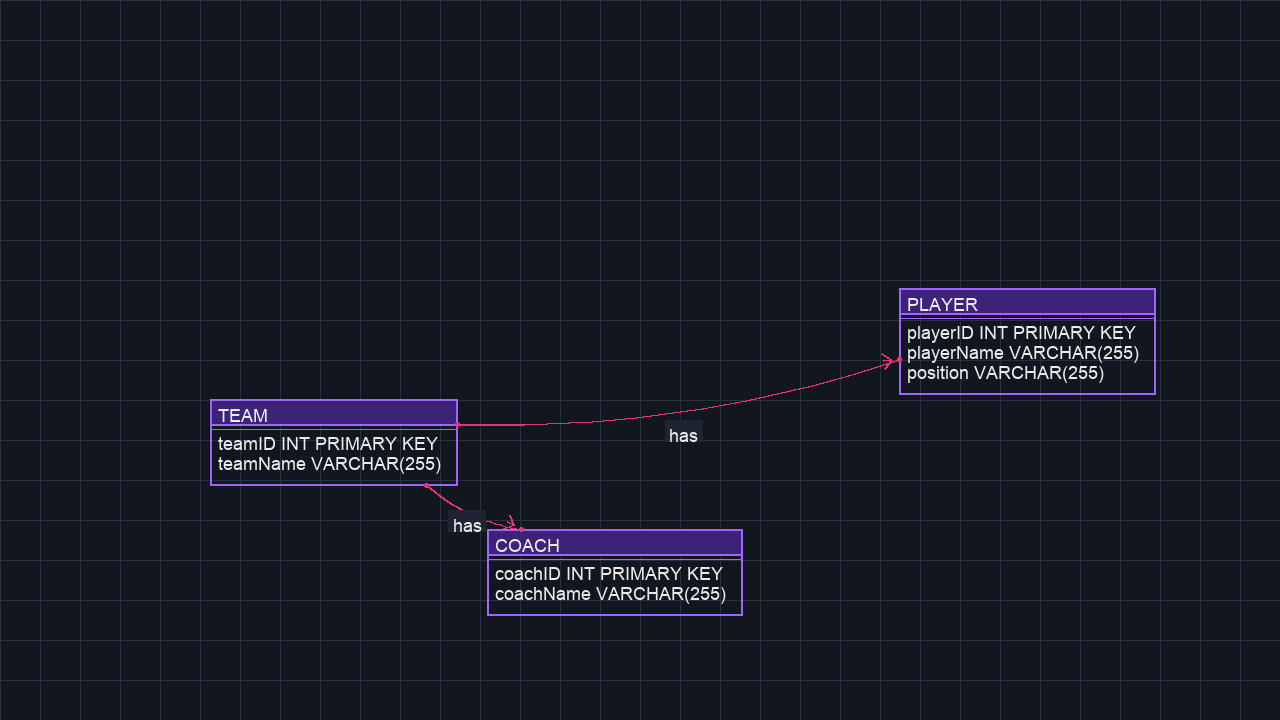 PLAYER
playerID INT PRIMARY KEY
playerName VARCHAR(255)
position VARCHAR(255)
TEAM
teamID INT PRIMARY KEY
teamName VARCHAR(255)
has
has
COACH
coachID INT PRIMARY KEY
coachName VARCHAR(255)